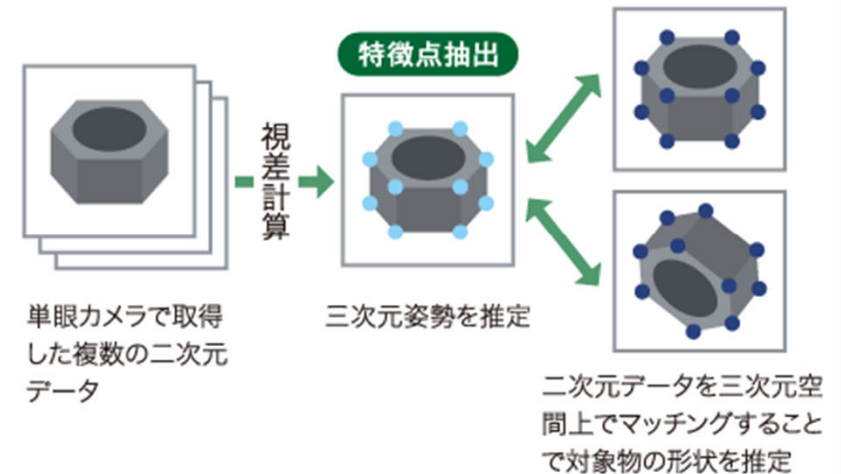 特徴点抽出
視差計算
単眼カメラで取得
した複数の二次元
データ
三次元姿勢を推定
二次元データを三次元空
間上でマッチングすること
で対象物の形状を推定